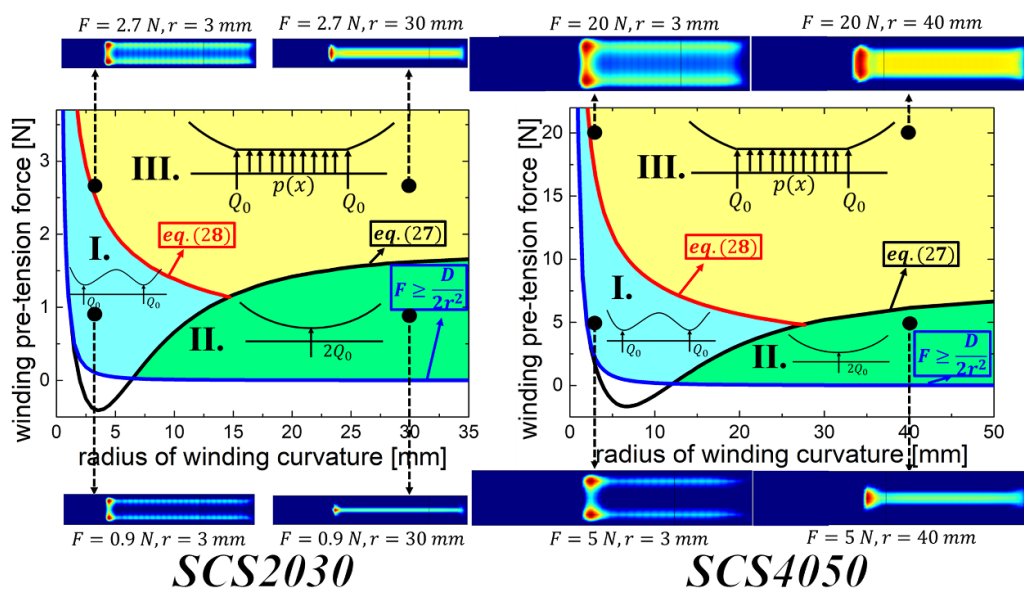 F = 2.7 N, r = 3 mm
F = 2.7 N, r = 30 mm
F = 20 N, r = 3 mm
F = 20 N, r = 40 mm
winding pre-tension force [N]
3
2
1
0
III.
p(x)
Q₀
Q₀
eq.(28)
eq.(27)
I.
Q₀
Q₀
II.
2Q₀
F ≥ D/2r²
0
5
10
15
20
25
30
35
radius of winding curvature [mm]
F = 0.9 N, r = 3 mm
F = 0.9 N, r = 30 mm
SCS2030
winding pre-tension force [N]
20
15
10
5
0
III.
p(x)
Q₀
Q₀
eq.(28)
eq.(27)
I.
Q₀
Q₀
II.
2Q₀
F ≥ D/2r²
0
10
20
30
40
50
radius of winding curvature [mm]
F = 5 N, r = 3 mm
F = 5 N, r = 40 mm
SCS4050